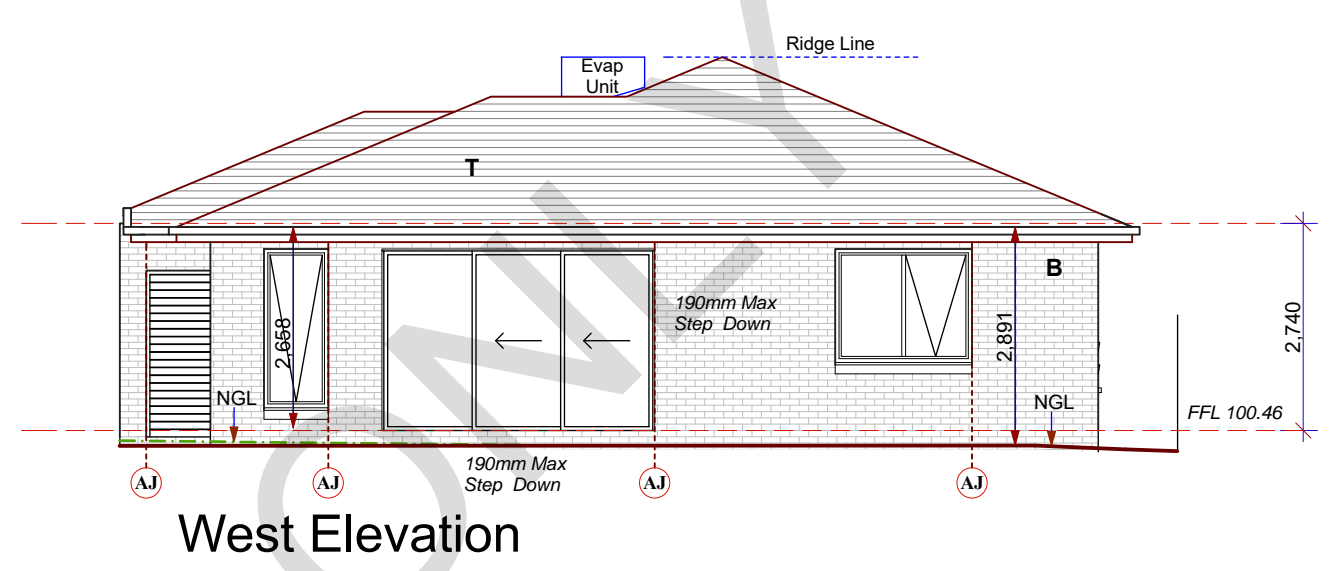 Ridge Line
Evap
Unit
T
B
190mm Max
Step Down
2,658
2,891
2,740
NGL
NGL
FFL 100.46
190mm Max
Step Down
AJ
AJ
AJ
AJ
West Elevation
ONLY